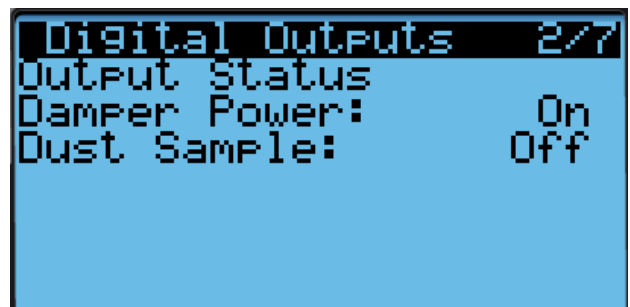 Digital Outputs 2/7
Output Status
Damper Power: On
Dust Sample: Off